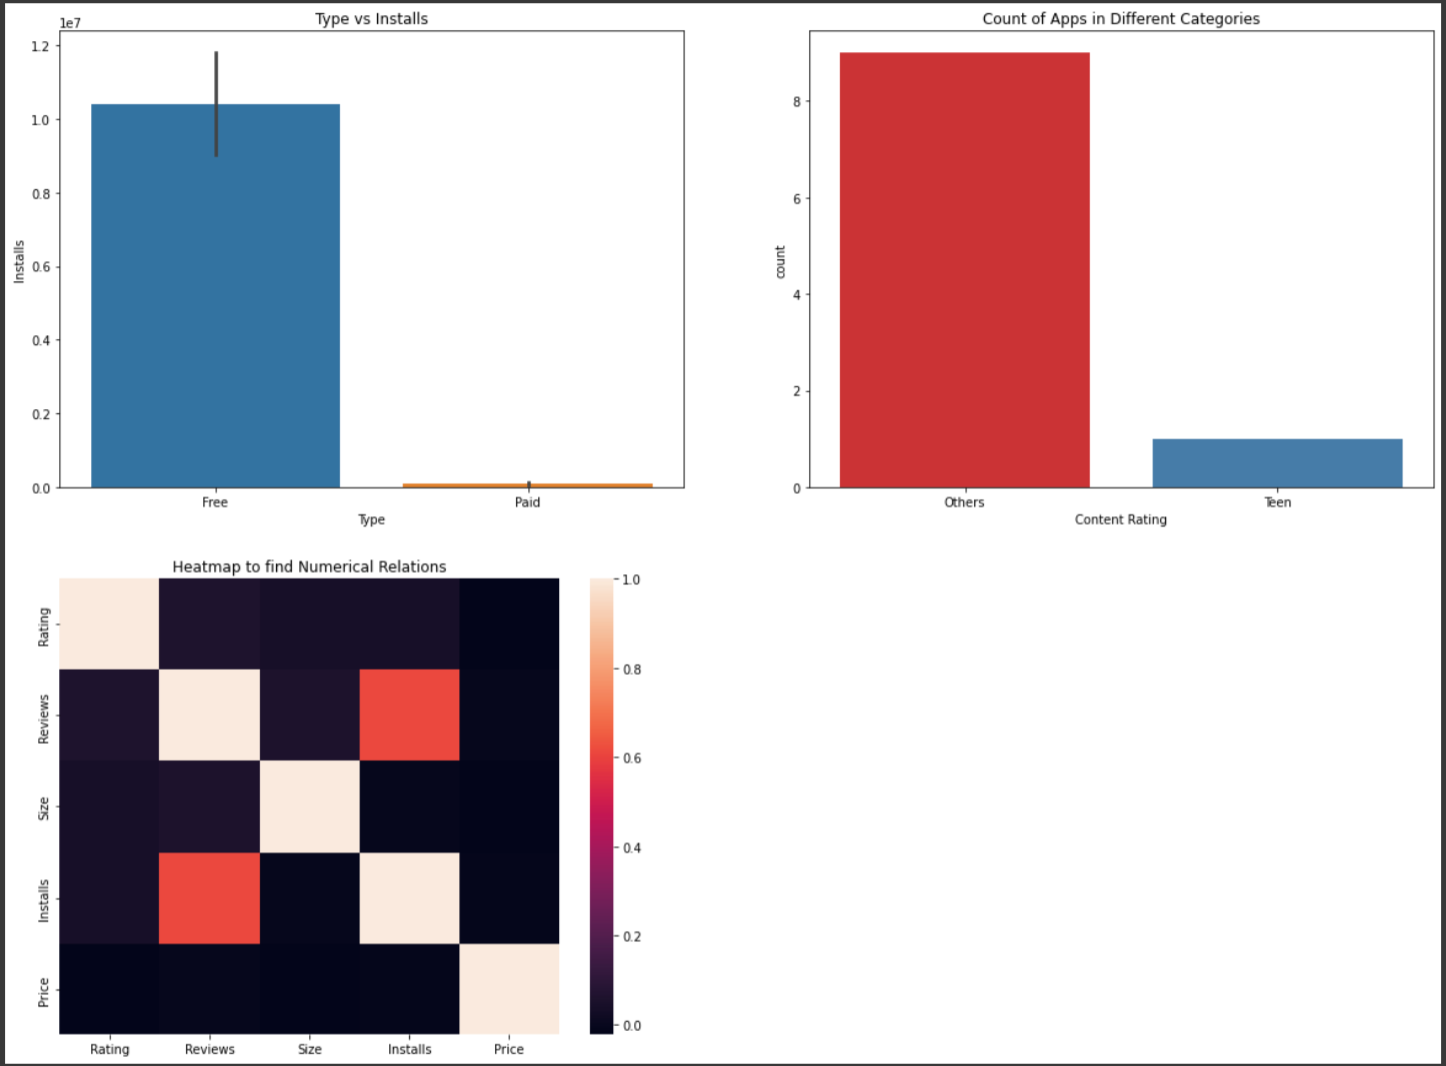 Type vs Installs
1e7
1.2
1.0
0.8
0.6
0.4
0.2
0.0
Installs
Free
Paid
Type
Count of Apps in Different Categories
8
6
4
2
0
count
Others
Teen
Content Rating
Heatmap to find Numerical Relations
Rating
Reviews
Size
Installs
Price
Rating
Reviews
Size
Installs
Price
1.0
0.8
0.6
0.4
0.2
0.0